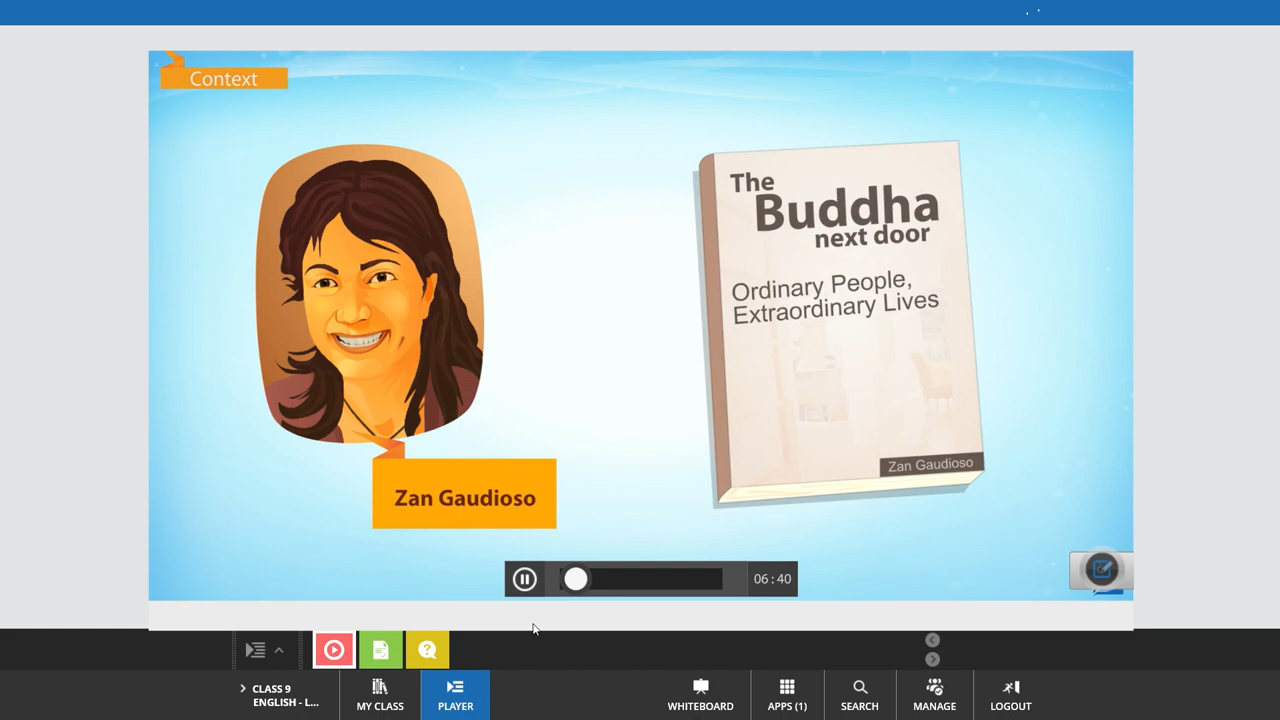 Context
The
Buddha
next door
Ordinary People,
Extraordinary Lives
Zan Gaudioso
Zan Gaudioso
06:40
CLASS 9
ENGLISH - L...
MY CLASS
PLAYER
WHITEBOARD
APPS (1)
SEARCH
MANAGE
LOGOUT